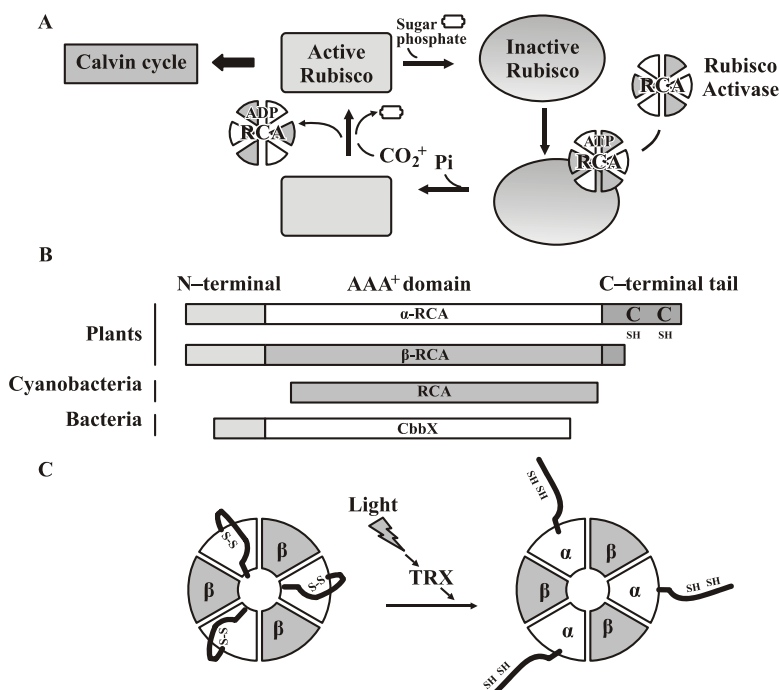 A
Calvin cycle
Active
Rubisco
Sugar
phosphate
Inactive
Rubisco
RCA
Rubisco
Activase
ADP
RCA
CO₂⁺
Pi
ATP
RCA
B
N–terminal
AAA⁺ domain
C–terminal tail
Plants
α-RCA
C C
SH SH
β-RCA
Cyanobacteria
RCA
Bacteria
CbbX
C
Light
TRX
S-S
β
β
S-S
S-S
β
SH SH
α
β
β
α
SH SH
α
β
SH SH